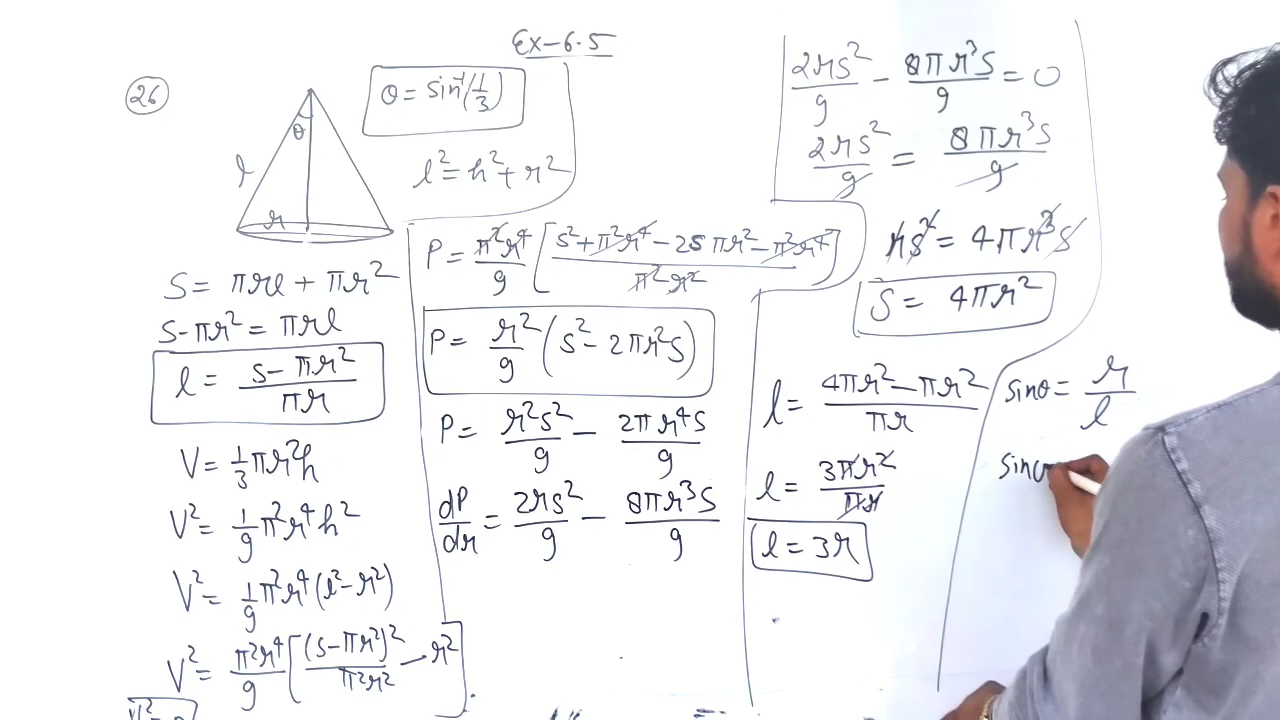 Ex-6.5
26
θ
l
r
θ = sin⁻¹(1/3)
l² = h² + r²
S = πrl + πr²
S-πr² = πrl
l = (S - πr²)/(πr)
V = 1/3 πr²h
V² = 1/9 π²r⁴h²
V² = 1/9 π²r⁴(l²-r²)
V² = π²r⁴/9 [(S-πr²)²/(π²r²) - r²]
P = π²r⁴/9 [(S²+π²r⁴-2Sπr²-π²r⁴)/(π²r²)]
P = r²/9 (S² - 2πr²S)
P = r²S²/9 - 2πr⁴S/9
dP/dr = 2rS²/9 - 8πr³S/9
2rS²/9 - 8πr³S/9 = 0
2rS²/9 = 8πr³S/9
rS² = 4πr³S
S = 4πr²
l = (4πr²-πr²)/(πr)
l = 3πr²/(πr)
l = 3r
sinθ = r/l
sin